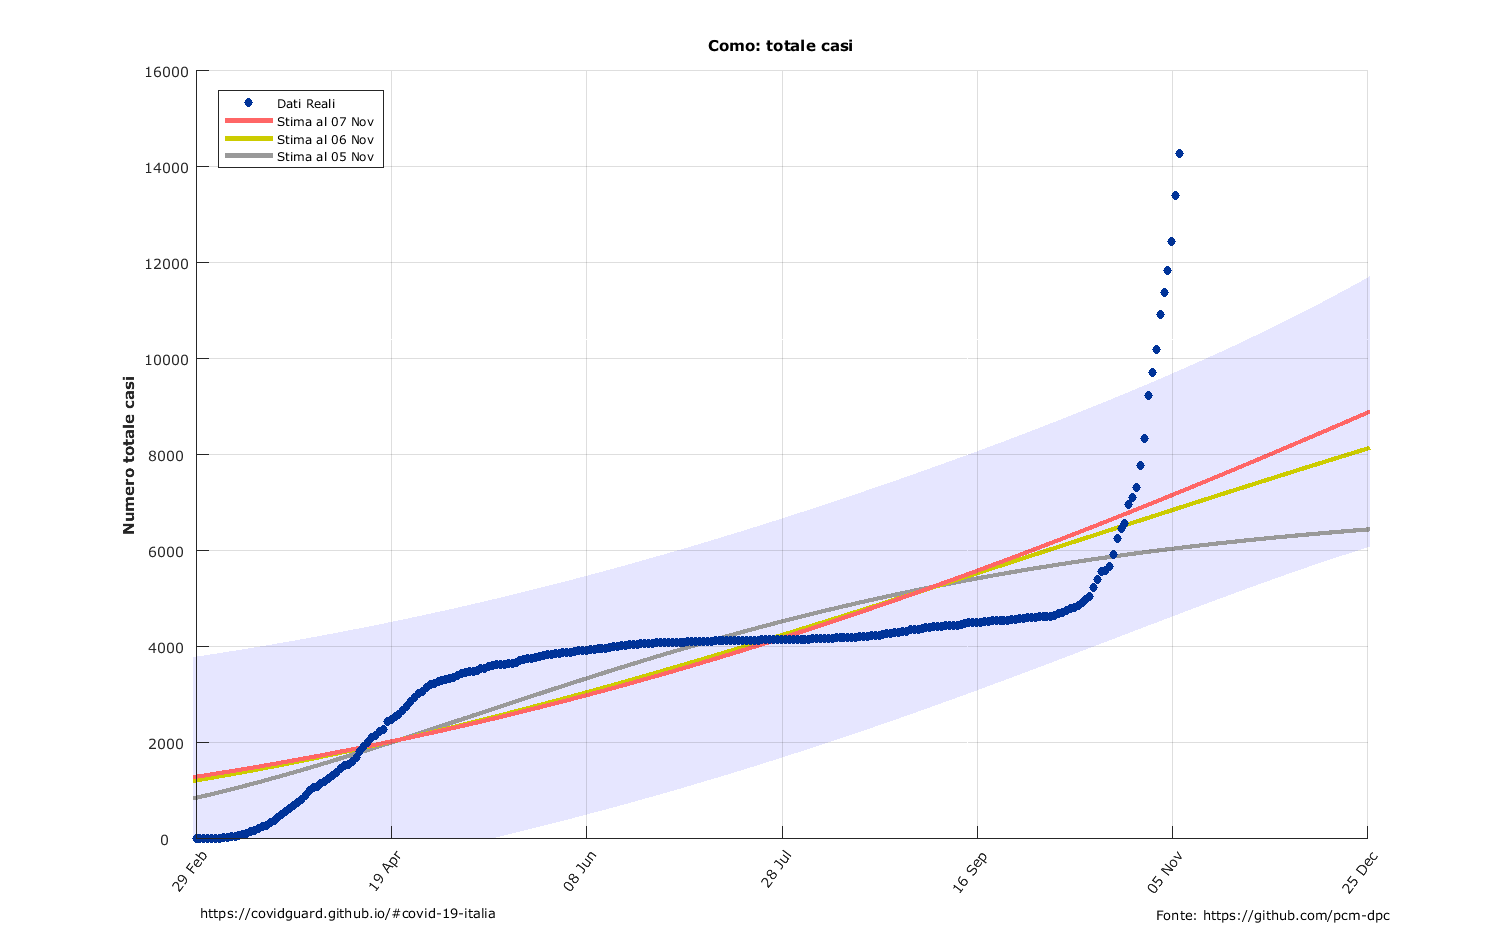 Como: totale casi
16000
14000
12000
10000
8000
6000
4000
2000
0
Numero totale casi
Dati Reali
Stima al 07 Nov
Stima al 06 Nov
Stima al 05 Nov
29 Feb
19 Apr
08 Jun
28 Jul
16 Sep
05 Nov
25 Dec
https://covidguard.github.io/#covid-19-italia
Fonte: https://github.com/pcm-dpc